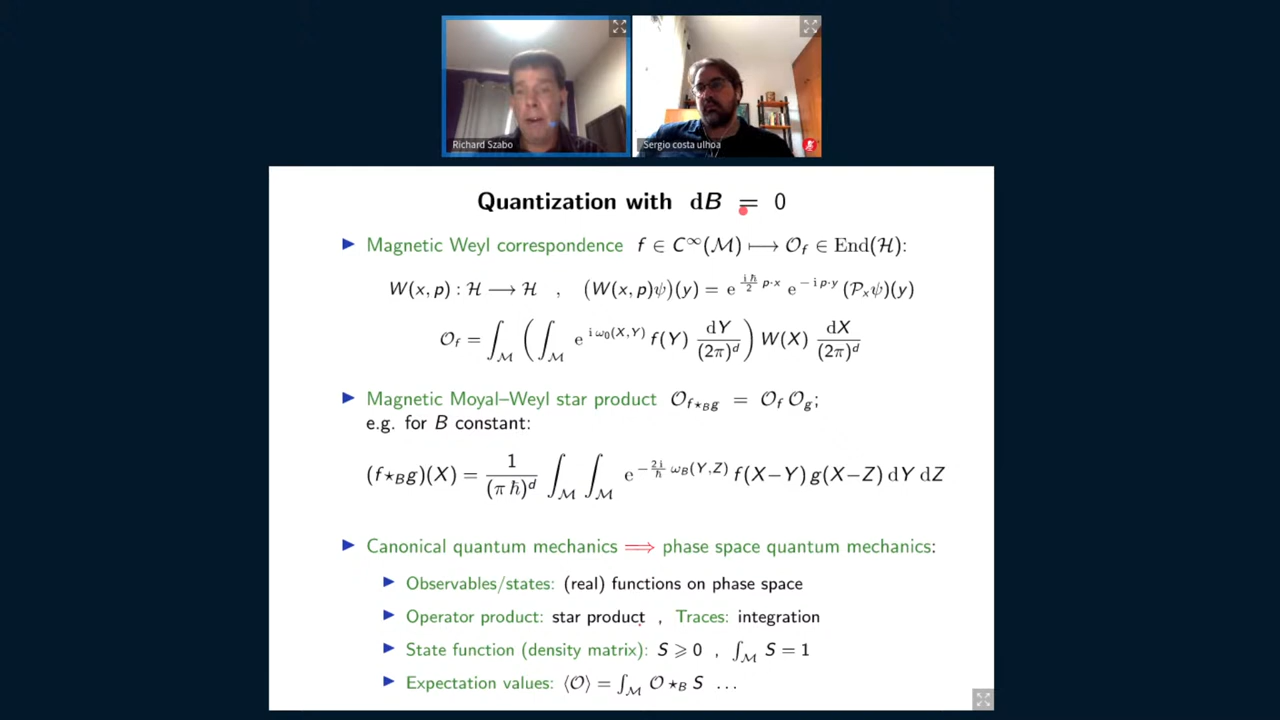 Richard Szabo
Sergio costa ulhoa
Quantization with dB = 0
▶ Magnetic Weyl correspondence f ∈ C^∞(ℳ) ⟼ 𝒪_f ∈ End(ℋ):
W(x, p) : ℋ ⟶ ℋ , (W(x, p)ψ)(y) = e^{iħ/2 p·x} e^{−i p·y} (𝒫_x ψ)(y)
𝒪_f = ∫_ℳ ( ∫_ℳ e^{i ω_0(X,Y)} f(Y) dY/(2π)^d ) W(X) dX/(2π)^d
▶ Magnetic Moyal–Weyl star product 𝒪_{f⋆_B g} = 𝒪_f 𝒪_g;
e.g. for B constant:
(f⋆_B g)(X) = 1/(π ħ)^d ∫_ℳ ∫_ℳ e^{−2i/ħ ω_B(Y,Z)} f(X−Y) g(X−Z) dY dZ
▶ Canonical quantum mechanics ⟹ phase space quantum mechanics:
▶ Observables/states: (real) functions on phase space
▶ Operator product: star product , Traces: integration
▶ State function (density matrix): S ⩾ 0 , ∫_ℳ S = 1
▶ Expectation values: ⟨𝒪⟩ = ∫_ℳ 𝒪 ⋆_B S ...